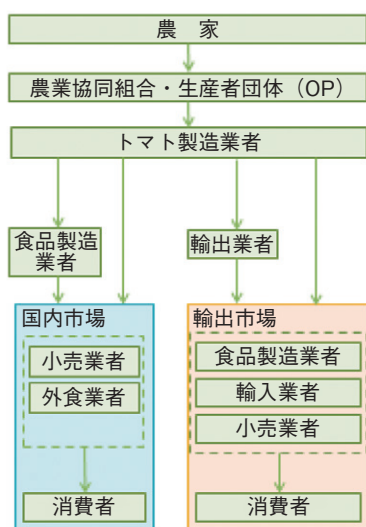 農　家
農業協同組合・生産者団体（OP）
トマト製造業者
食品製造
業者
輸出業者
国内市場
小売業者
外食業者
消費者
輸出市場
食品製造業者
輸入業者
小売業者
消費者